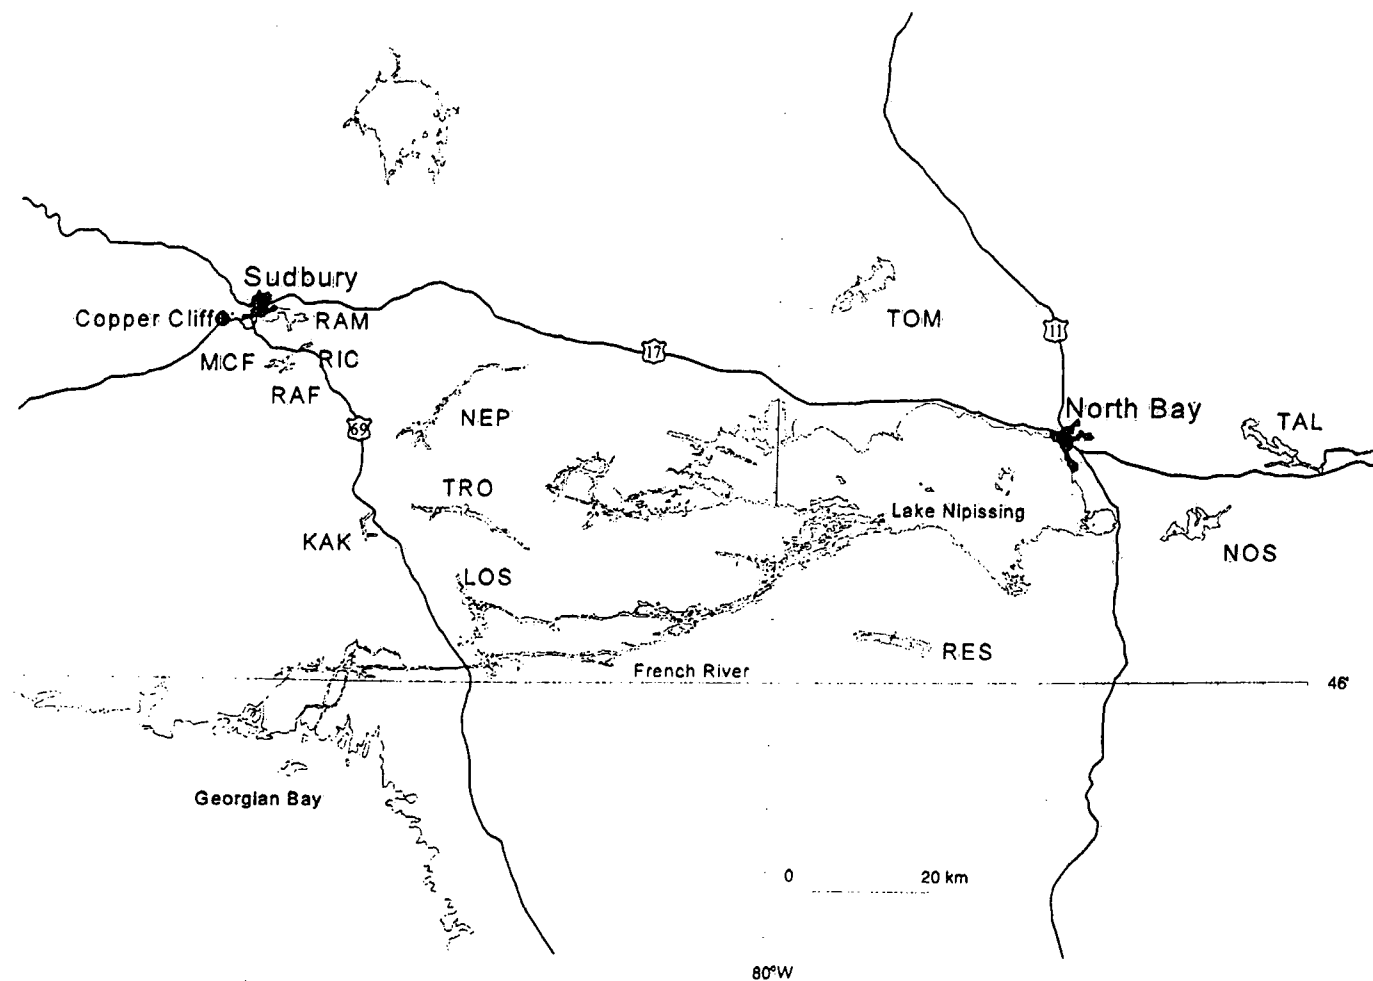 Sudbury
Copper Cliff
RAM
TOM
11
MCF
RIC
17
RAF
North Bay
NEP
69
TAL
TRO
Lake Nipissing
KAK
NOS
LOS
RES
French River
46°
Georgian Bay
0
20 km
80°W